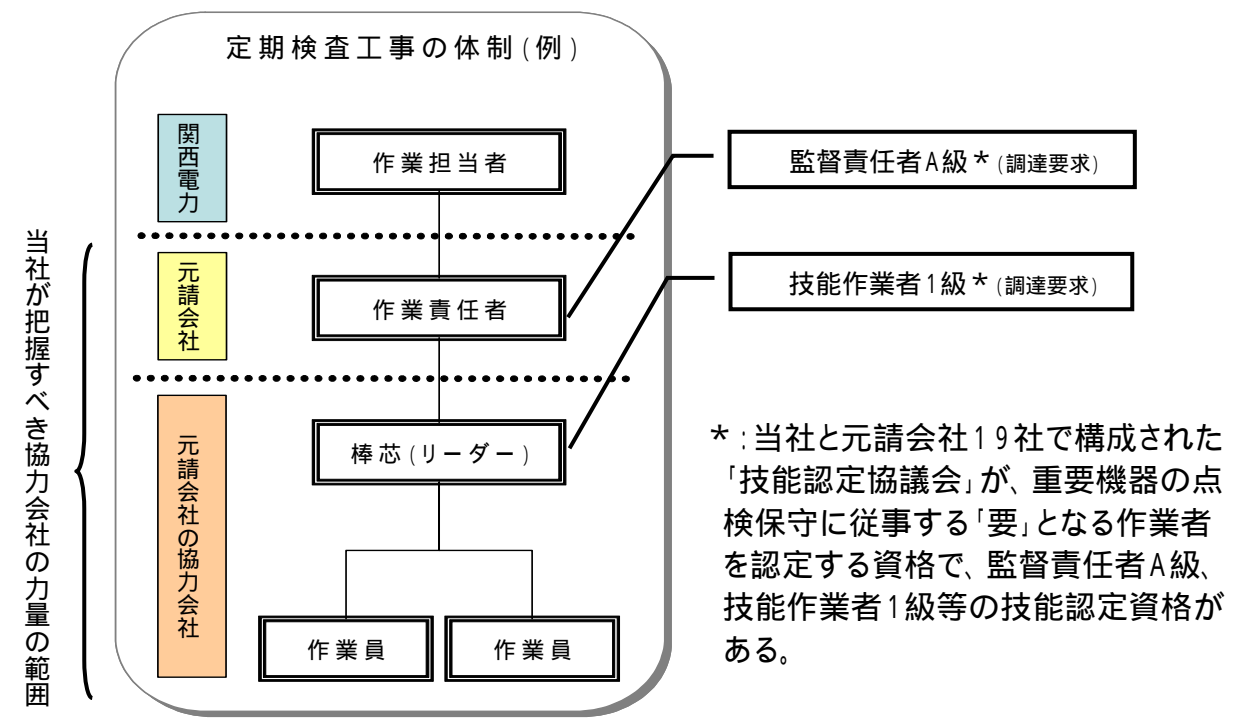 定期検査工事の体制(例)
関西電力
作業担当者
監督責任者A級*(調達要求)
当社が把握すべき協力会社の力量の範囲
元請会社
作業責任者
技能作業者1級*(調達要求)
元請会社の協力会社
棒芯(リーダー)
作業員
作業員
*:当社と元請会社19社で構成された
「技能認定協議会」が、重要機器の点
検保守に従事する「要」となる作業者
を認定する資格で、監督責任者A級、
技能作業者1級等の技能認定資格が
ある。